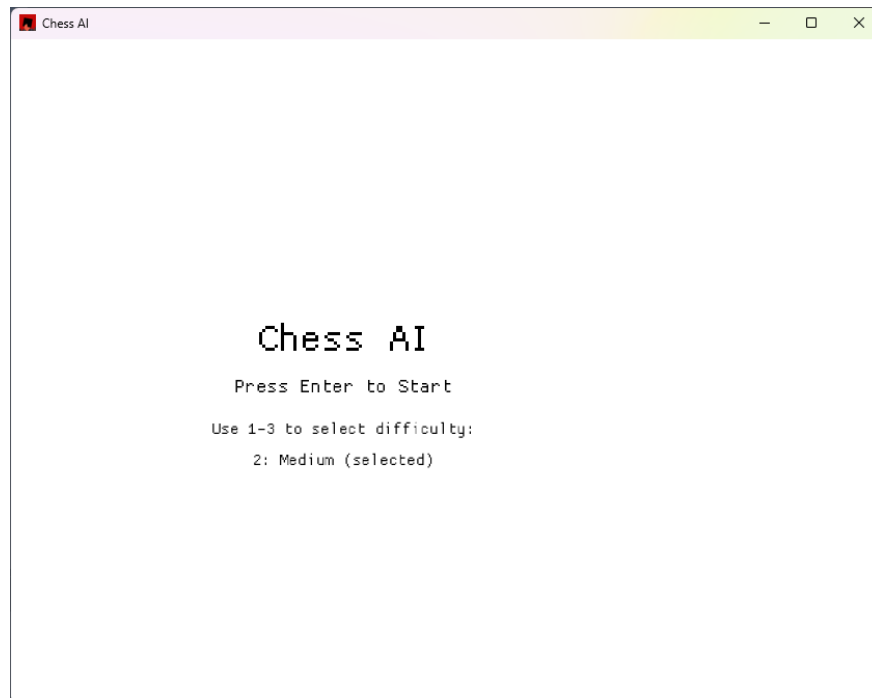 Chess AI
Chess AI
Press Enter to Start
Use 1-3 to select difficulty:
2: Medium (selected)